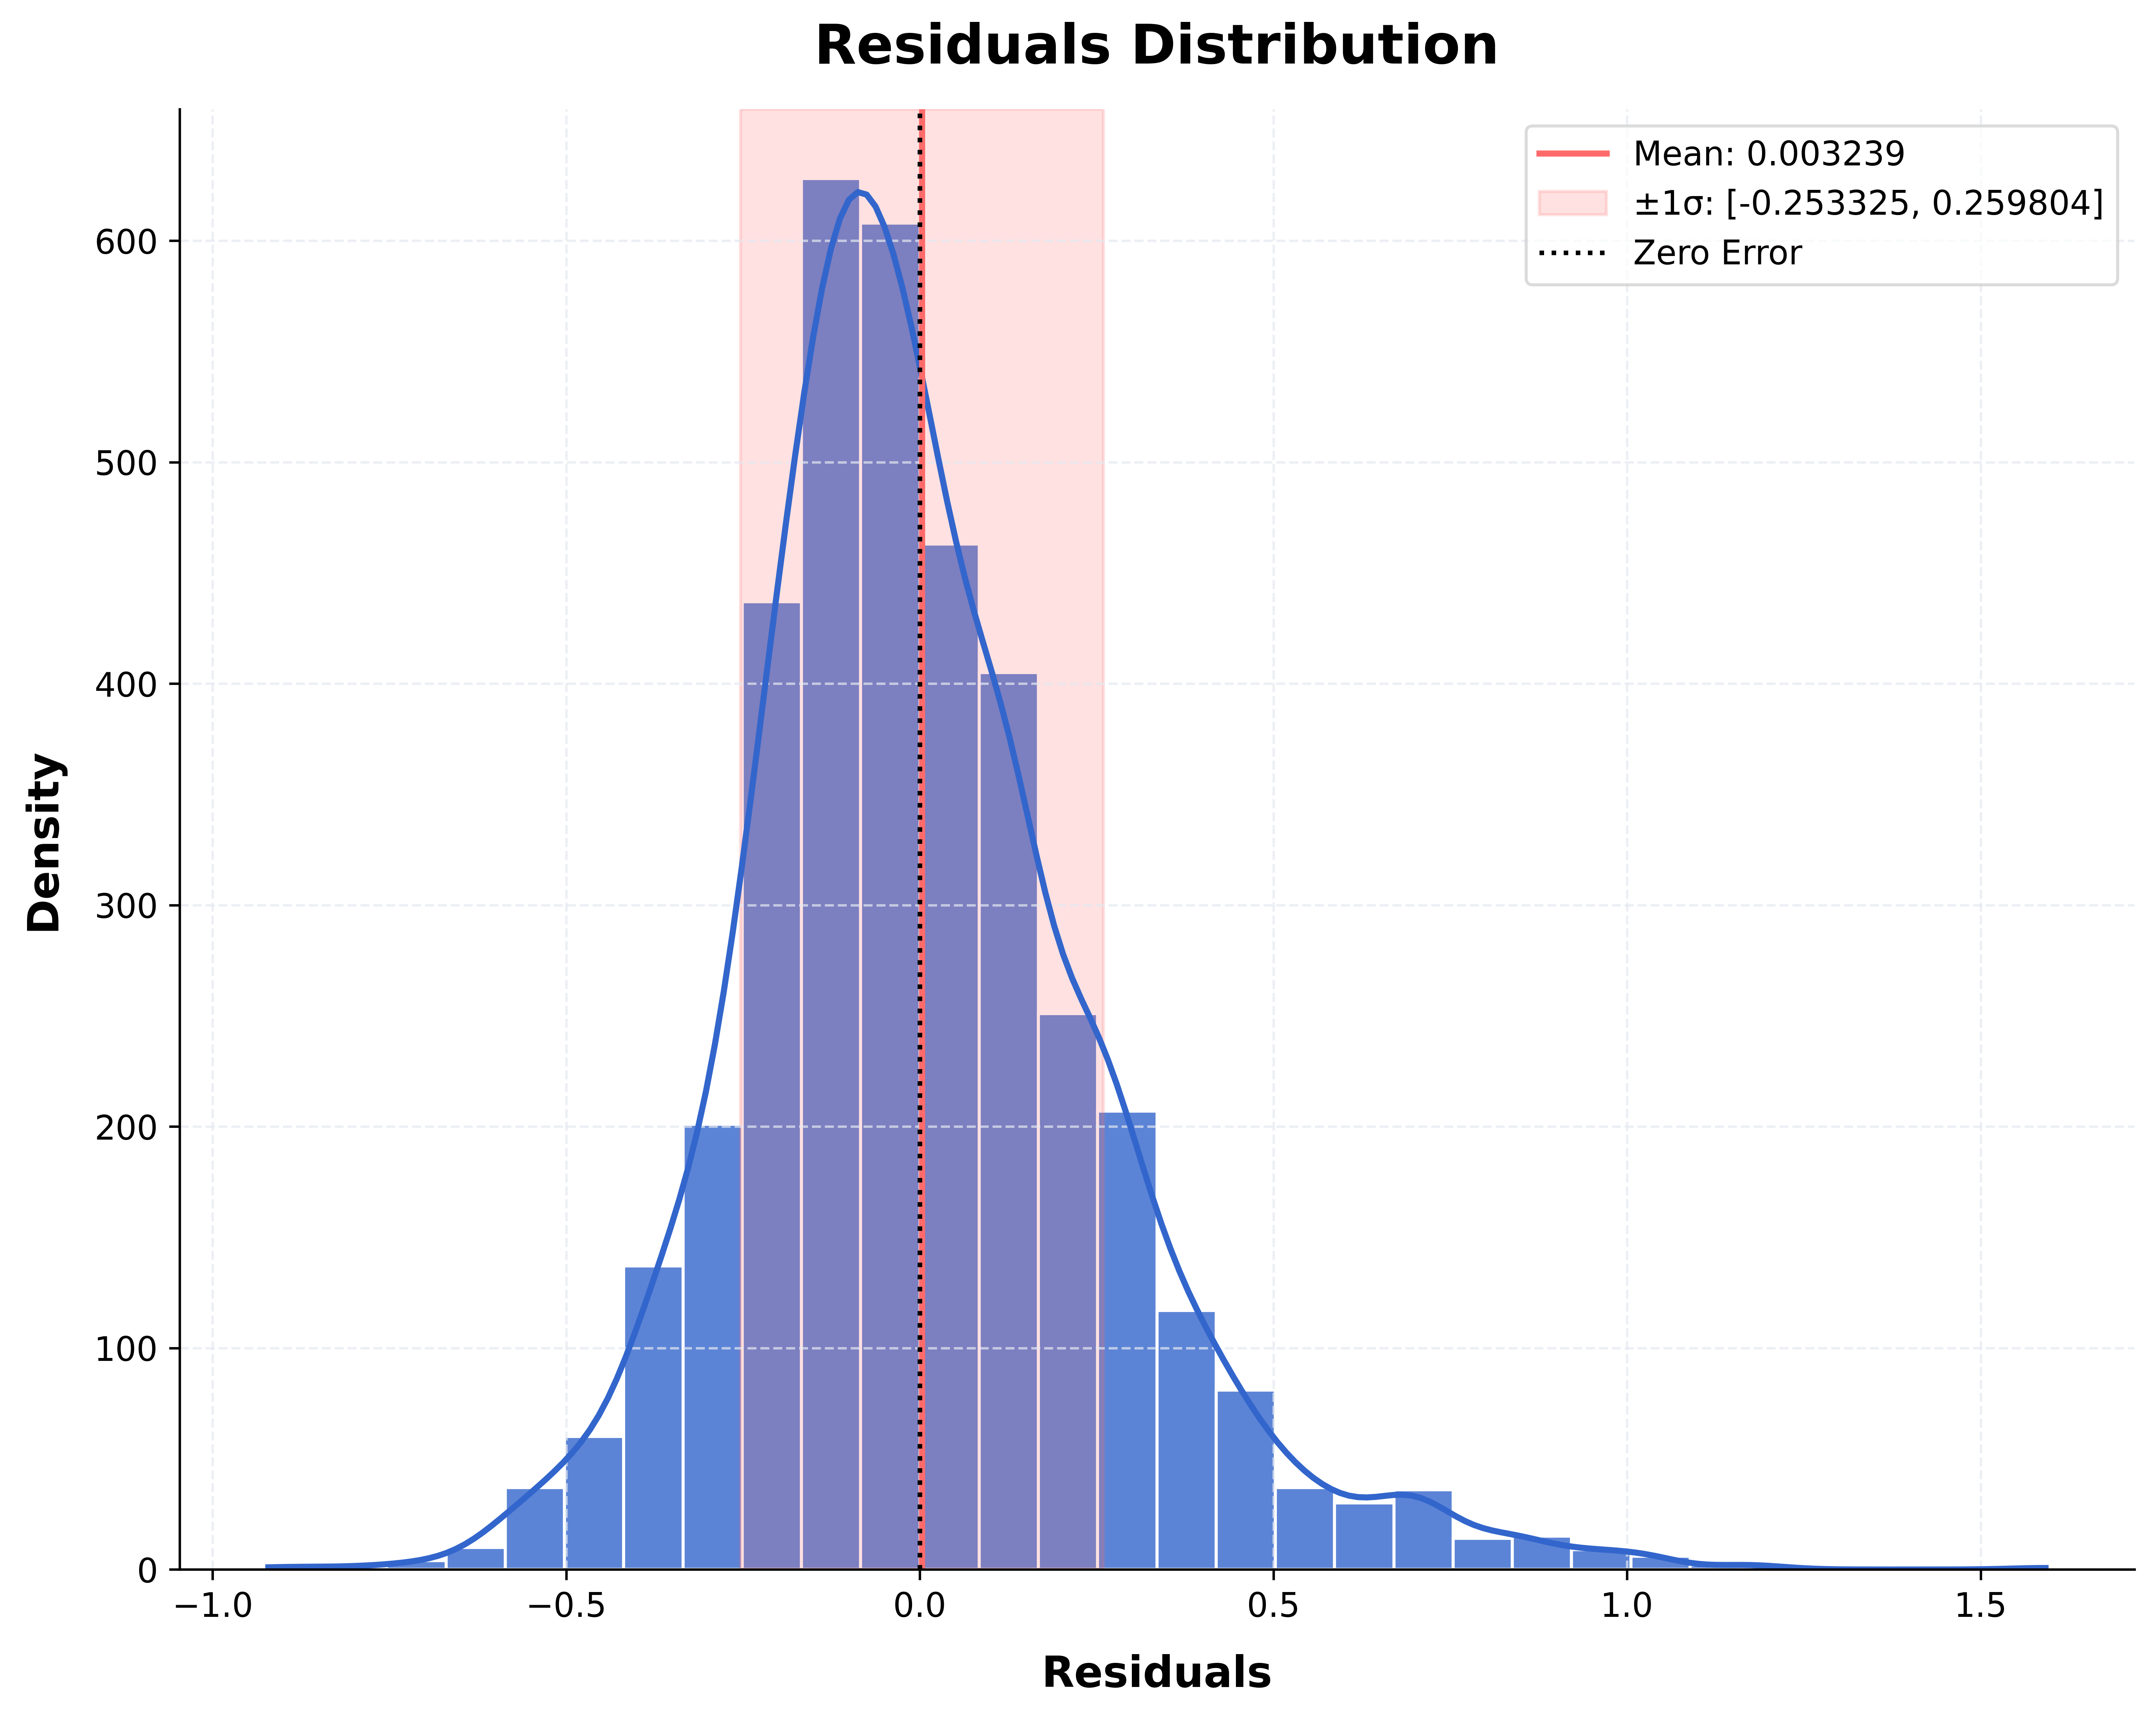 Residuals Distribution
Mean: 0.003239
±1σ: [-0.253325, 0.259804]
Zero Error
Density
600
500
400
300
200
100
0
−1.0 −0.5 0.0 0.5 1.0 1.5
Residuals